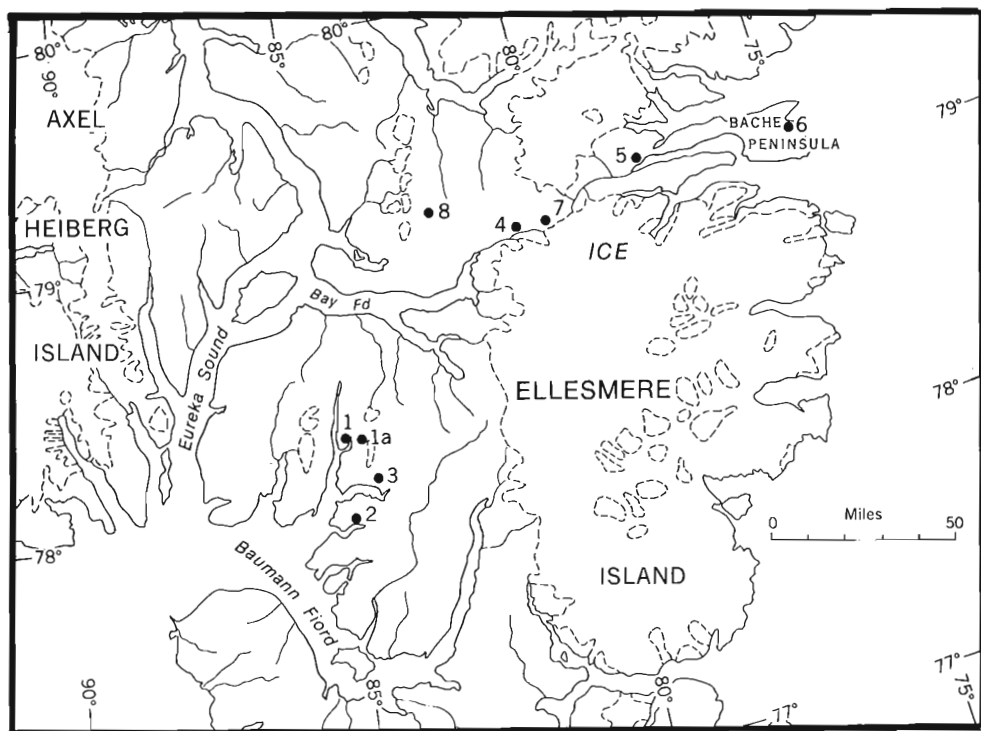 80°
85°
80°
80°
75°
90°
79°
AXEL
BACHE
6
PENINSULA
5
HEIBERG
8
4
7
ICE
79°
Bay Fd
ISLAND
Eureka Sound
ELLESMERE
78°
1
1a
3
2
Miles
0
50
78°
Baumann Fiord
ISLAND
77°
90°
85°
80°
77°
75°